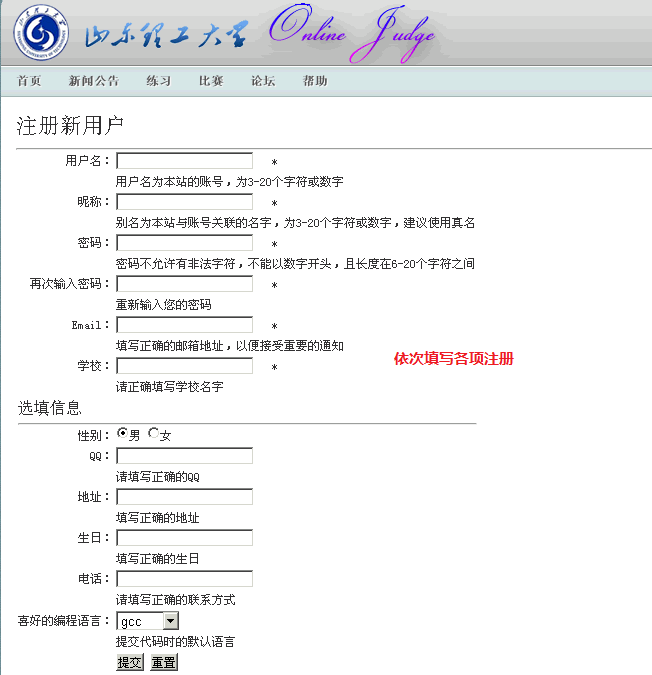 山东理工大学 Online Judge
首页 新闻公告 练习 比赛 论坛 帮助
注册新用户
用户名： *
用户名为本站的账号，为3-20个字符或数字
昵称： *
别名为本站与账号关联的名字，为3-20个字符或数字，建议使用真名
密码： *
密码不允许有非法字符，不能以数字开头，且长度在6-20个字符之间
再次输入密码： *
重新输入您的密码
Email： *
填写正确的邮箱地址，以便接受重要的通知
依次填写各项注册
学校： *
请正确填写学校名字
选填信息
性别： 男 女
QQ：
请填写正确的QQ
地址：
填写正确的地址
生日：
填写正确的生日
电话：
请填写正确的联系方式
喜好的编程语言： gcc
提交代码时的默认语言
提交 重置